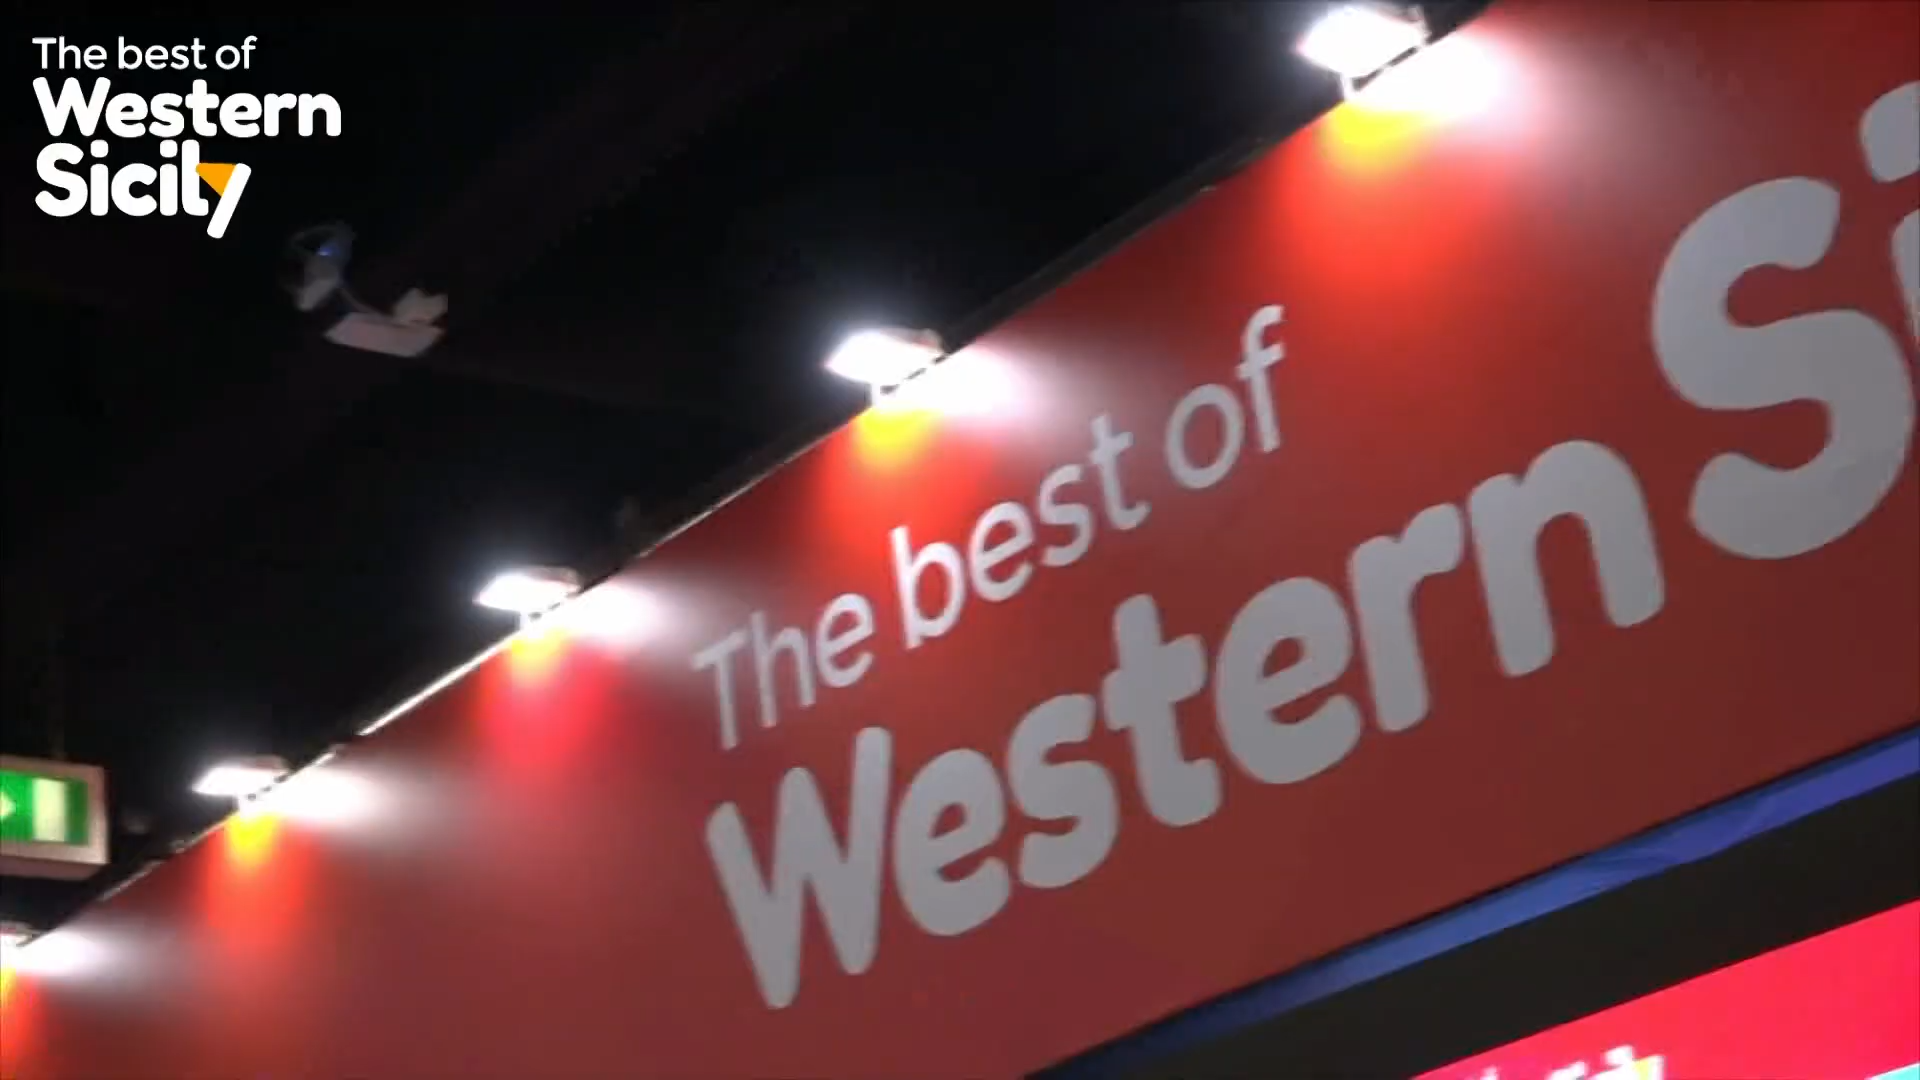 The best of
Western
Sicily
The best of
Western Si